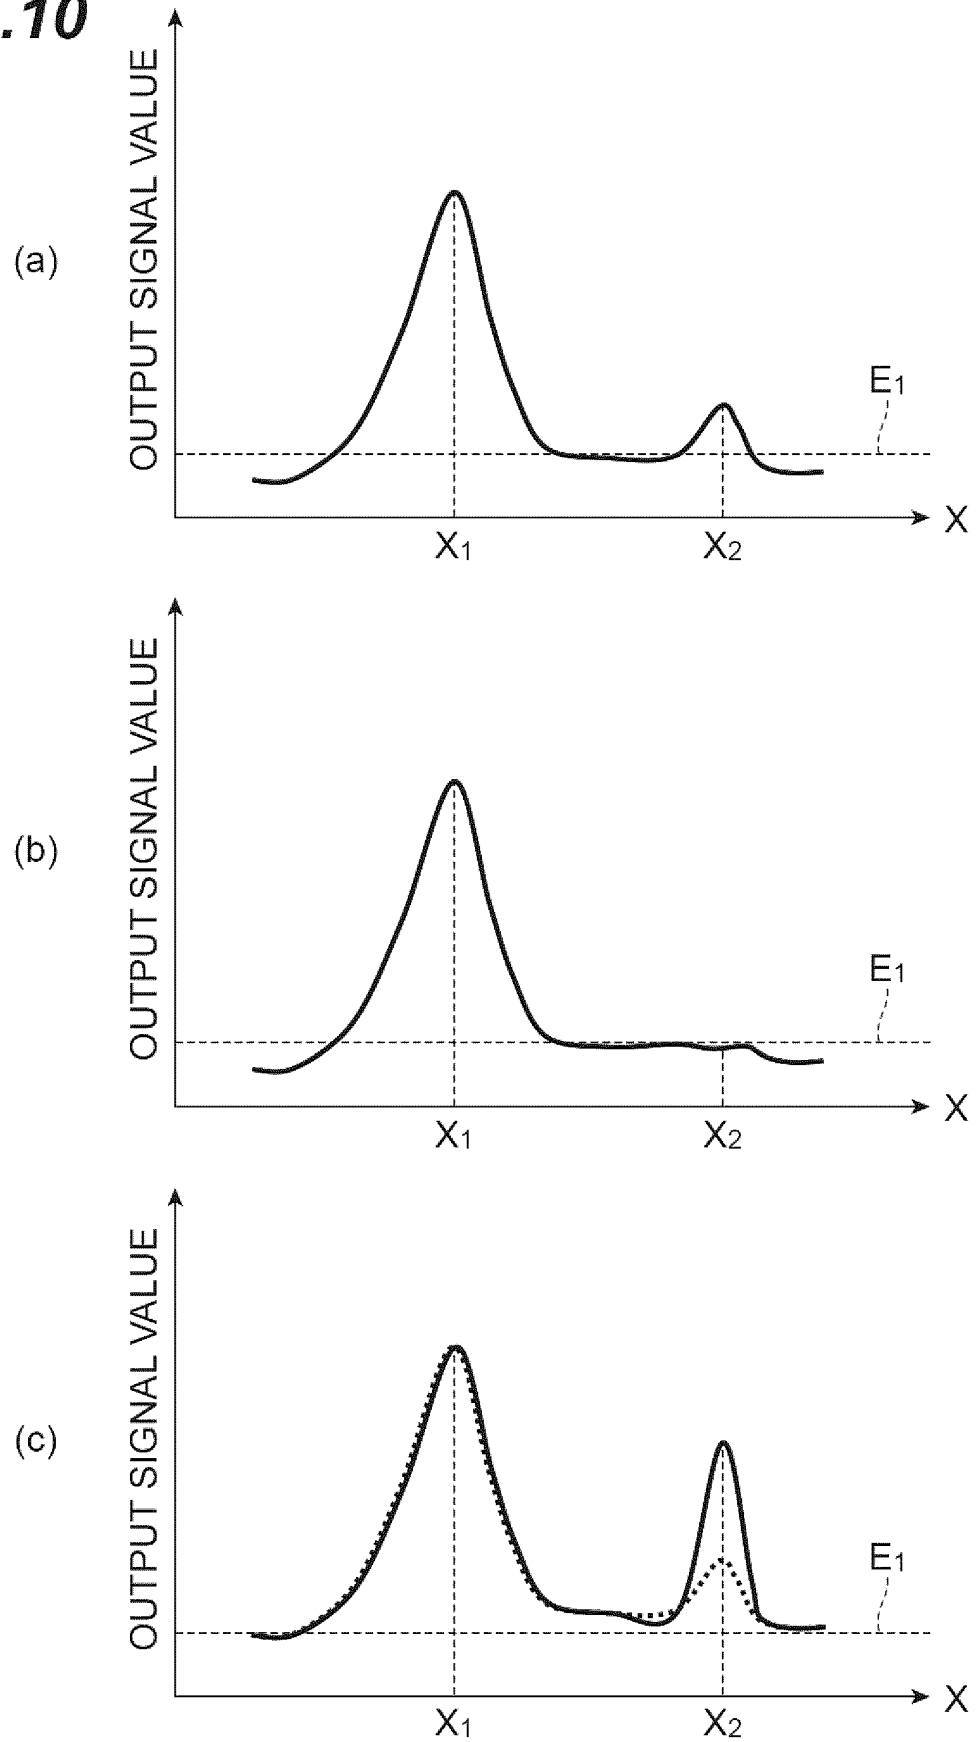 .10
(a)
OUTPUT SIGNAL VALUE
E1
X1
X2
X
(b)
OUTPUT SIGNAL VALUE
E1
X1
X2
X
(c)
OUTPUT SIGNAL VALUE
E1
X1
X2
X